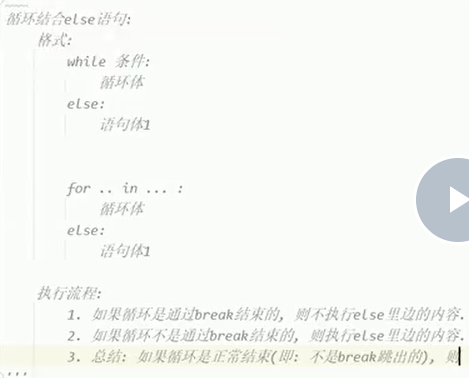 循环结合else语句:
格式:
while 条件:
循环体
else:
语句体1
for .. in ... :
循环体
else:
语句体1
执行流程:
1. 如果循环是通过break结束的, 则不执行else里边的内容.
2. 如果循环不是通过break结束的, 则执行else里边的内容.
3. 总结: 如果循环是正常结束(即: 不是break跳出的), 则
'''